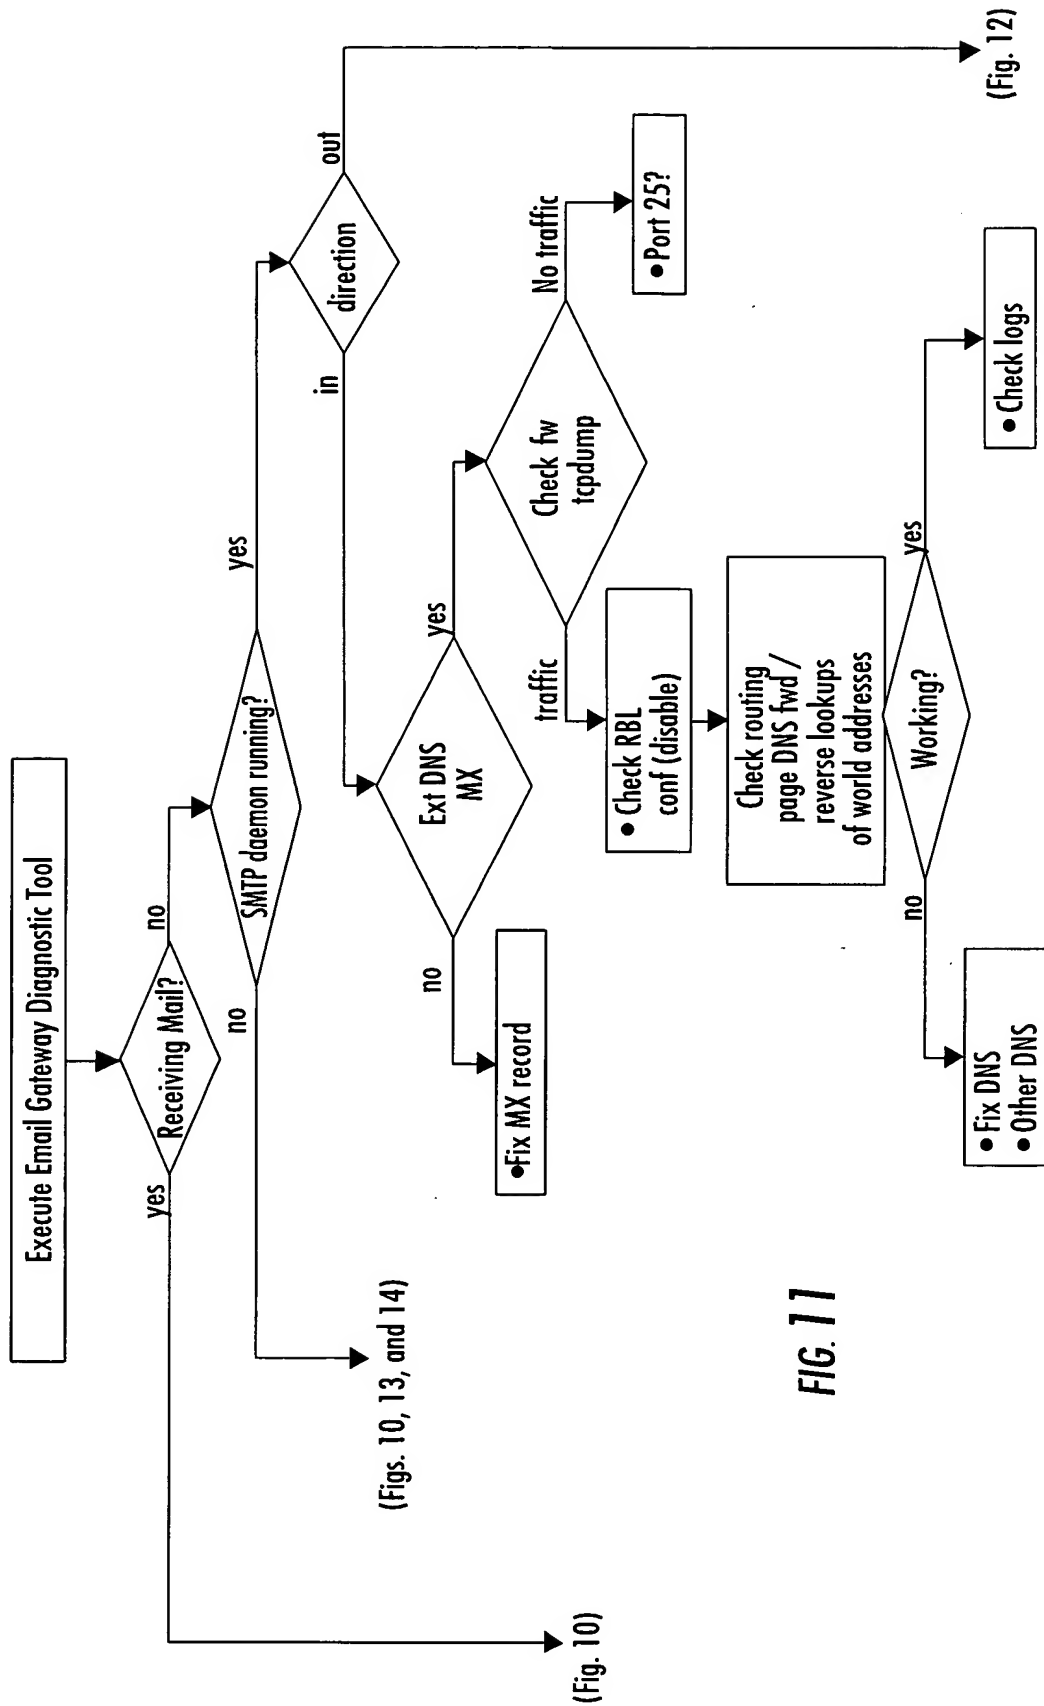 Execute Email Gateway Diagnostic Tool
Receiving Mail?
yes
no
SMTP daemon running?
no
yes
direction
in
out
(Fig. 10)
(Figs. 10, 13, and 14)
(Fig. 12)
Ext DNS
MX
no
yes
•Fix MX record
Check fw
tcpdump
traffic
No traffic
• Port 25?
• Check RBL
conf (disable)
Check routing
page DNS fwd /
reverse lookups
of world addresses
Working?
no
yes
• Fix DNS
• Other DNS
• Check logs
FIG. 11